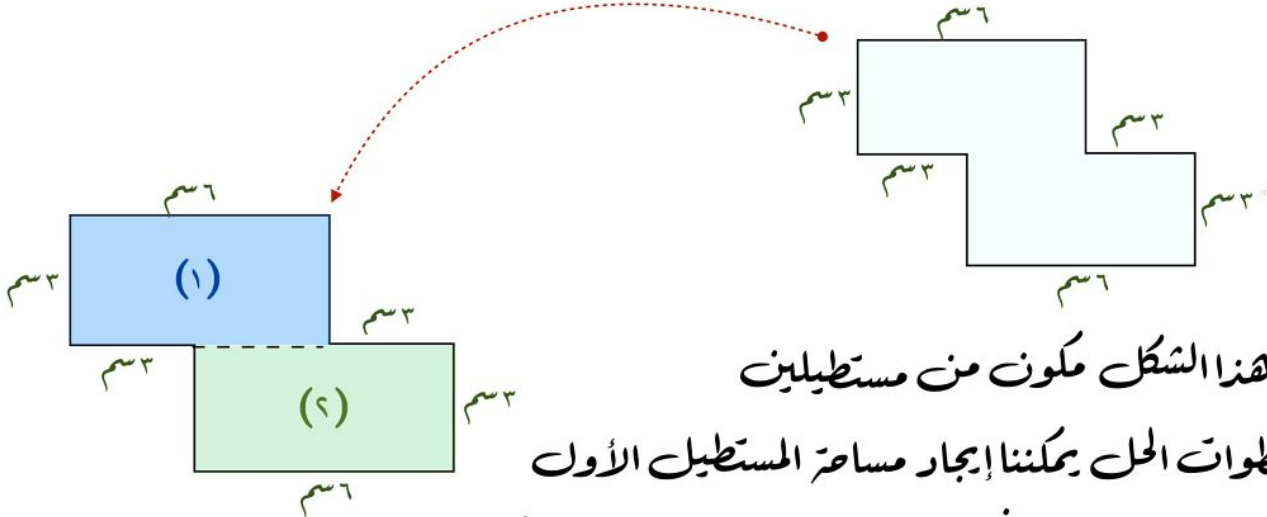 ٦ سم
٣ سم
٣ سم
٣ سم
٣ سم
٦ سم
٦ سم
٣ سم
(١)
٣ سم
٣ سم
(٢)
٣ سم
٦ سم
هذا الشكل مكون من مستطيلين
الحل يمكننا إيجاد مساحة المستطيل الأول